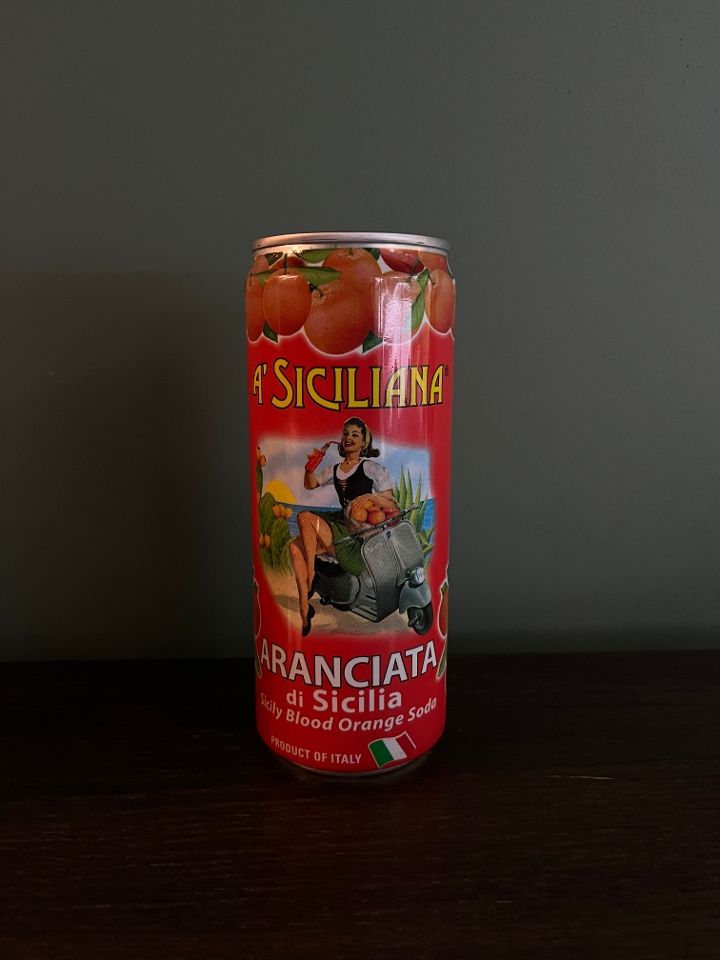 A' SICILIANA®
ARANCIATA
di Sicilia
Sicily Blood Orange Soda
PRODUCT OF ITALY